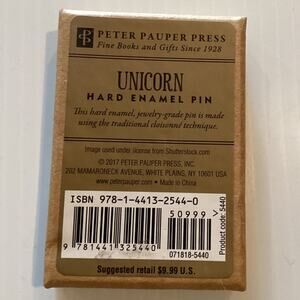 PETER PAUPER PRESS
Fine Books and Gifts Since 1928
UNICORN
HARD ENAMEL PIN
This hard enamel, jewelry-grade pin is made
using the traditional cloisonné technique.
Image used under license from Shutterstock.com
© 2017 PETER PAUPER PRESS, INC.
202 MAMARONECK AVENUE, WHITE PLAINS, NY 10601 USA
www.peterpauper.com • Made in China
ISBN 978-1-4413-2544-0
50999>
9 781441 325440
071818-5440
Product code: 5440
Suggested retail $9.99 U.S.